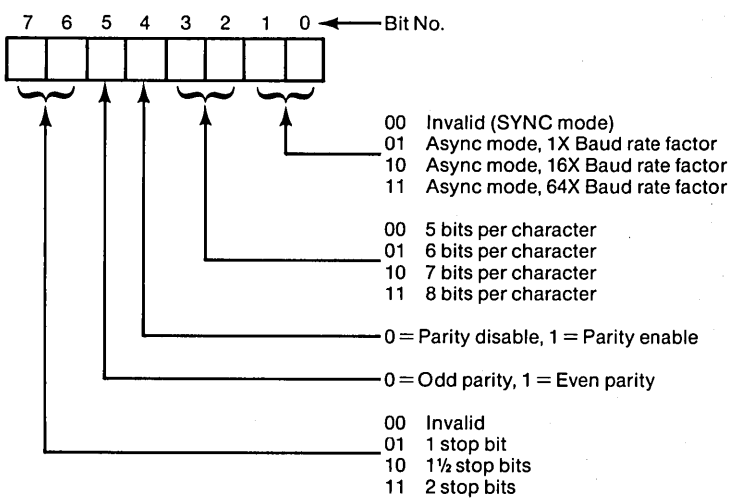 7 6 5 4 3 2 1 0 Bit No.
00 Invalid (SYNC mode)
01 Async mode, 1X Baud rate factor
10 Async mode, 16X Baud rate factor
11 Async mode, 64X Baud rate factor
00 5 bits per character
01 6 bits per character
10 7 bits per character
11 8 bits per character
0 = Parity disable, 1 = Parity enable
0 = Odd parity, 1 = Even parity
00 Invalid
01 1 stop bit
10 1½ stop bits
11 2 stop bits